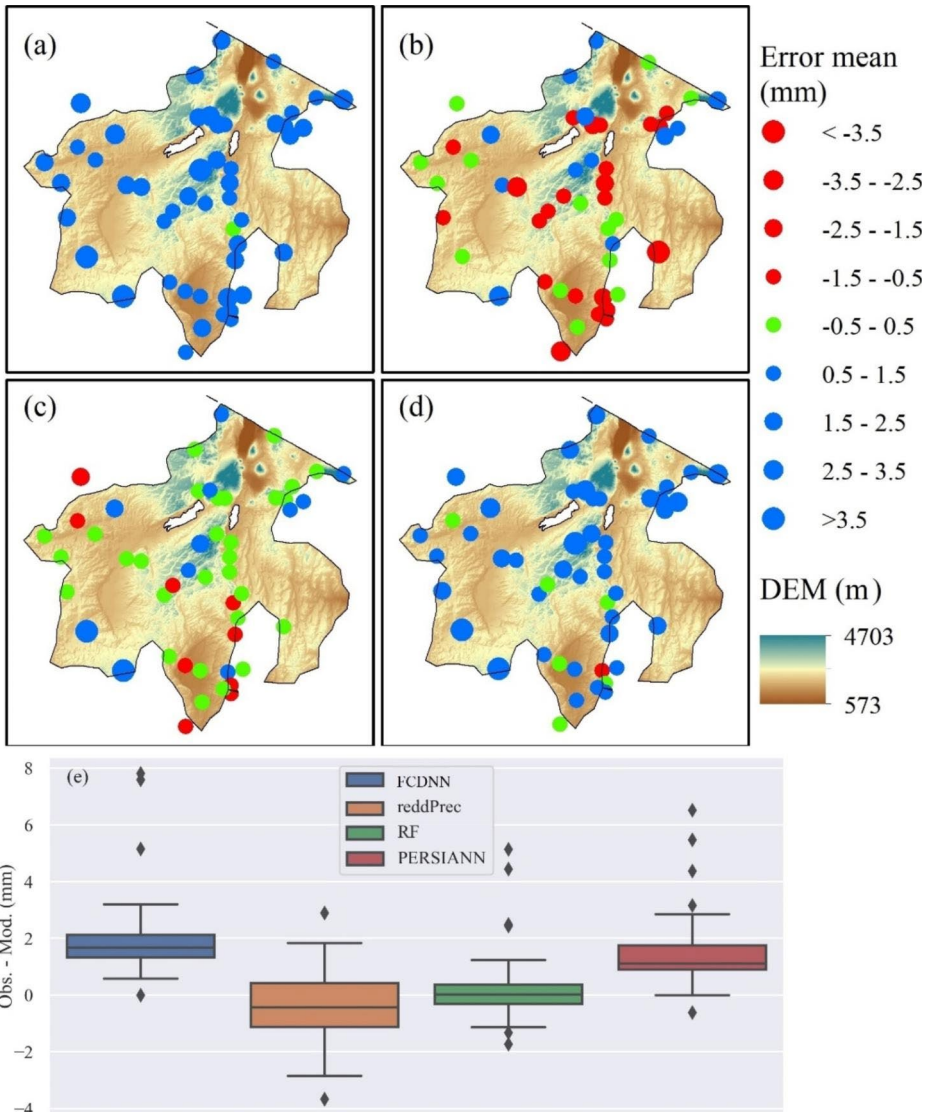 (a)
(b)
Error mean
(mm)
< -3.5
-3.5 - -2.5
-2.5 - -1.5
-1.5 - -0.5
-0.5 - 0.5
0.5 - 1.5
1.5 - 2.5
2.5 - 3.5
>3.5
(c)
(d)
DEM (m)
4703
573
(e)
FCDNN
reddPrec
RF
PERSIANN
Obs. - Mod. (mm)
8
6
4
2
0
−2
−4